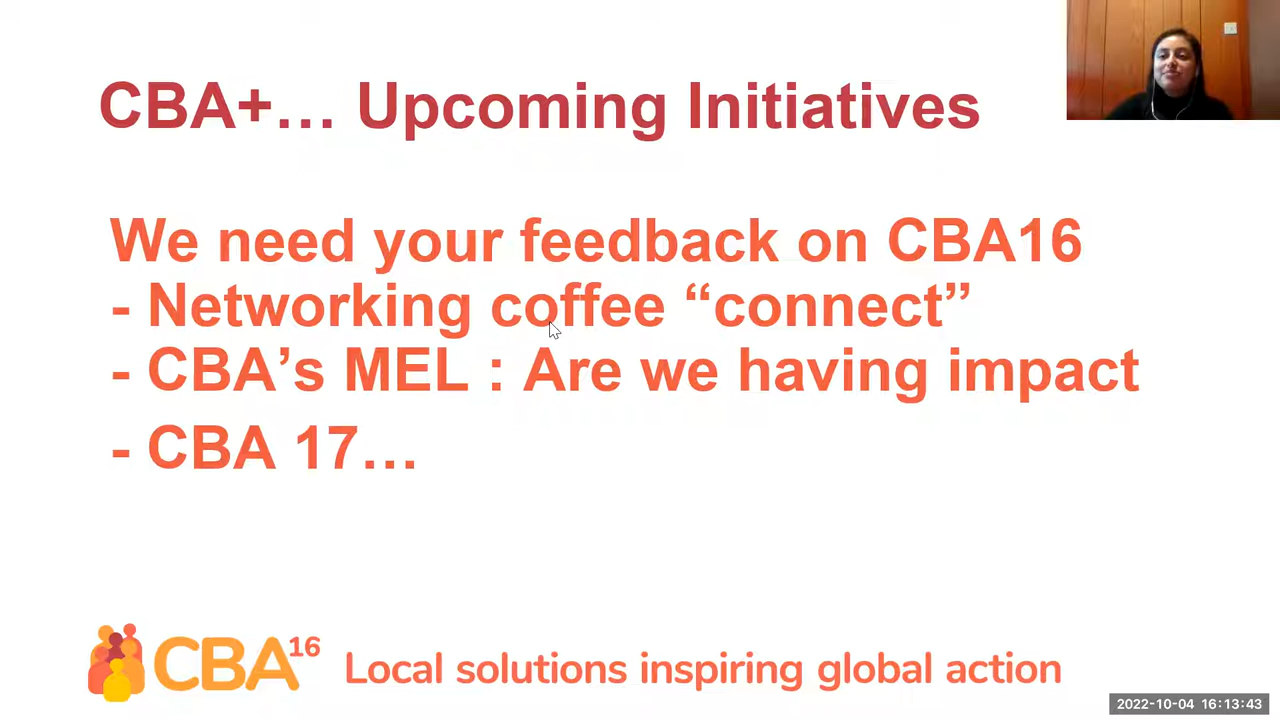 CBA+… Upcoming Initiatives
We need your feedback on CBA16
- Networking coffee “connect”
- CBA’s MEL : Are we having impact
- CBA 17…
CBA16 Local solutions inspiring global action
2022-10-04 16:13:43